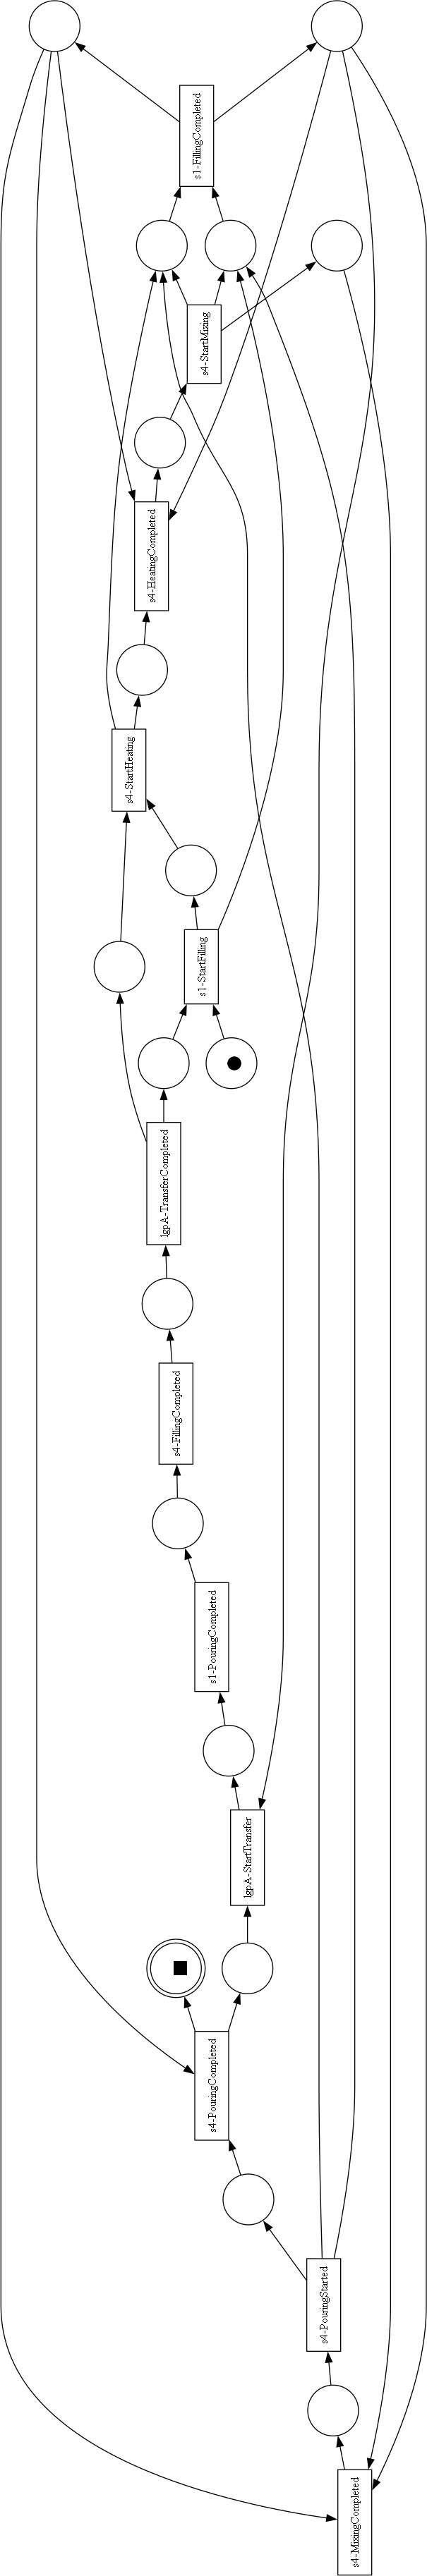 s1-FillingCompleted
s4-StartMixing
s4-HeatingCompleted
s4-StartHeating
s1-StartFilling
lgpA-TransferCompleted
s4-FillingCompleted
s1-PouringCompleted
lgpA-StartTransfer
s4-PouringCompleted
s4-PouringStarted
s4-MixingCompleted